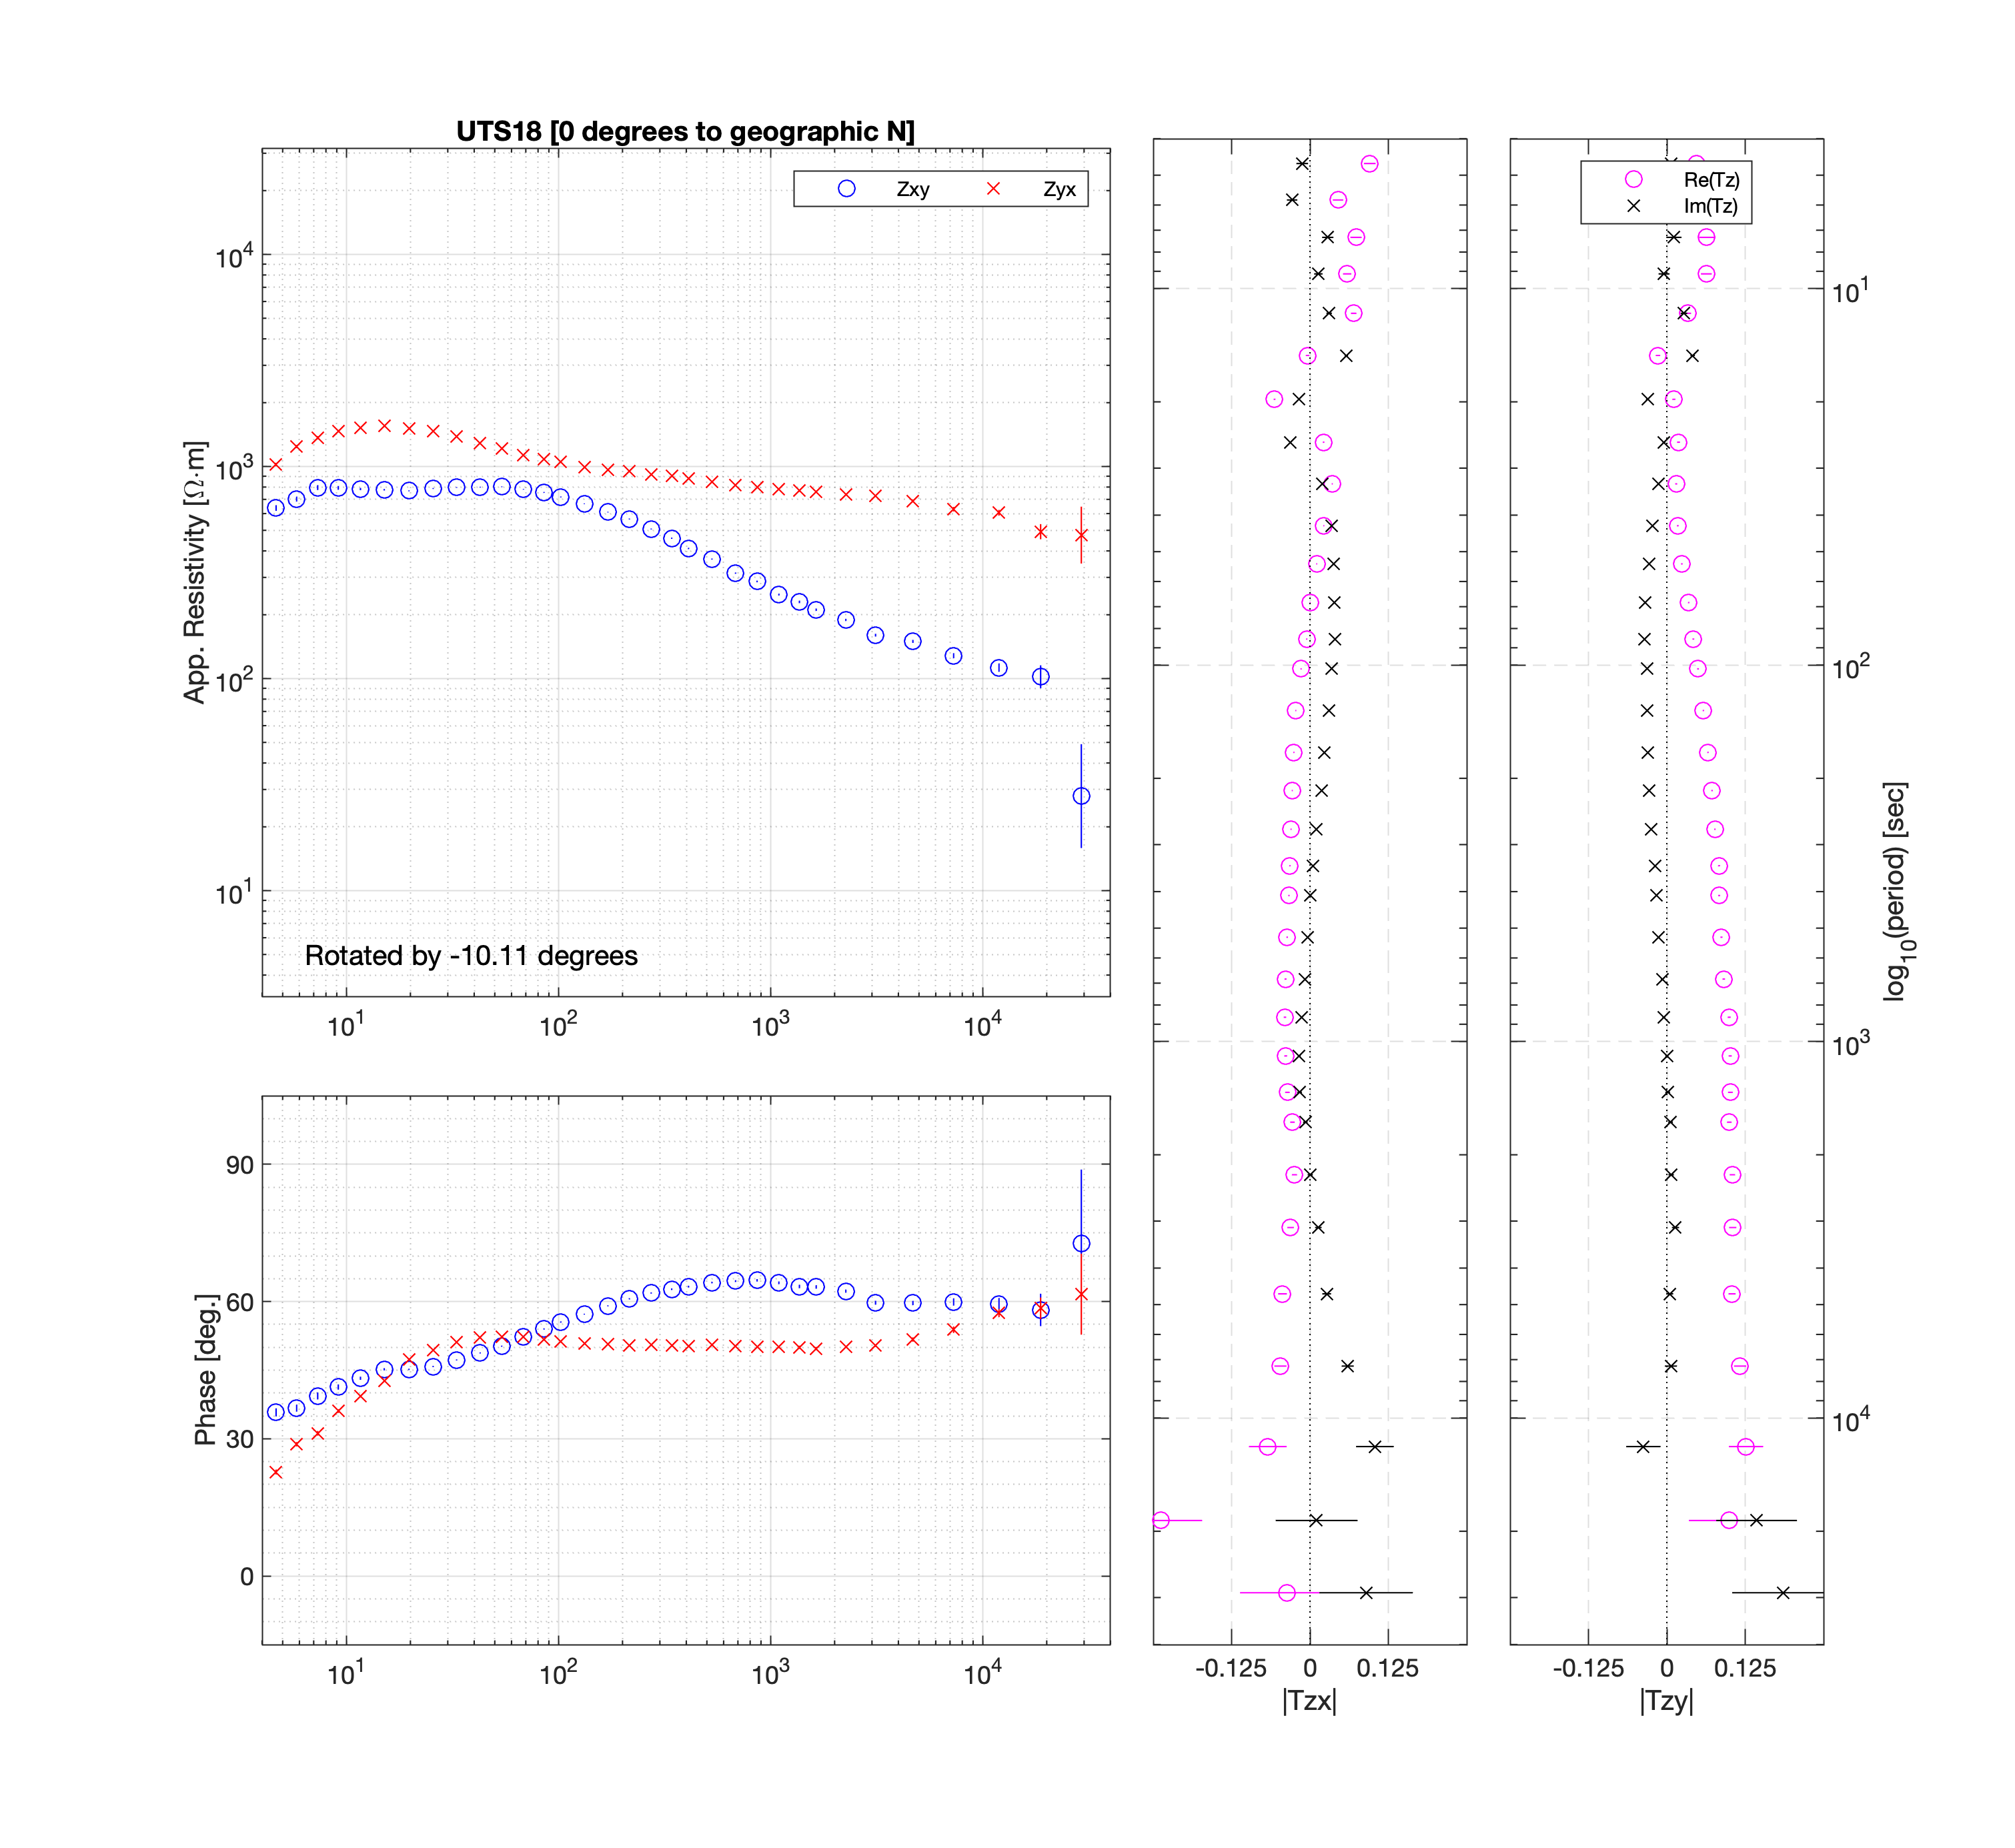 UTS18 [0 degrees to geographic N]
Zxy Zyx
App. Resistivity [Ω·m]
10^4
10^3
10^2
10^1
Rotated by -10.11 degrees
10^1 10^2 10^3 10^4
Phase [deg.]
90
60
30
0
10^1 10^2 10^3 10^4
-0.125 0 0.125
|Tzx|
Re(Tz)
Im(Tz)
-0.125 0 0.125
|Tzy|
10^1
10^2
10^3
10^4
log10(period) [sec]